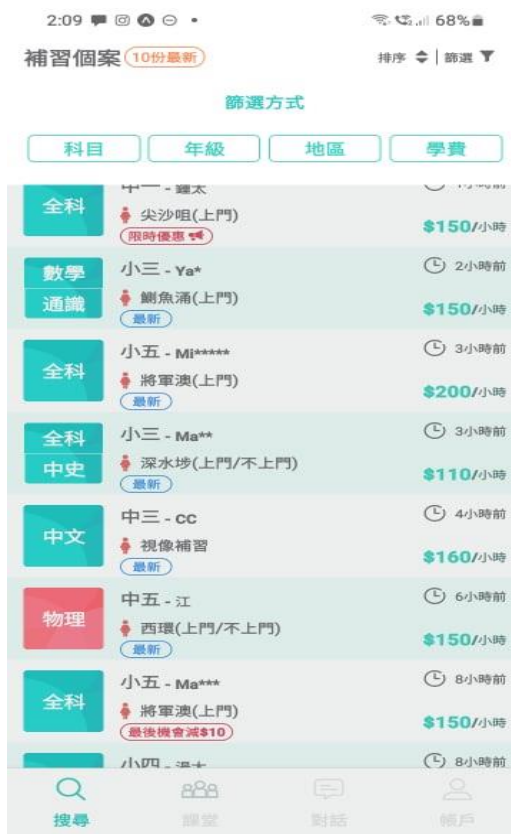 2:09 68%
補習個案 10份最新 排序 | 篩選
篩選方式
科目 年級 地區 學費
全科
尖沙咀(上門)
限時優惠
$150/小時
數學
通識
小三 - Ya*
2小時前
鰂魚涌(上門)
最新
$150/小時
全科
小五 - Mi*****
3小時前
將軍澳(上門)
最新
$200/小時
全科
中史
小三 - Ma**
3小時前
深水埗(上門/不上門)
最新
$110/小時
中文
中三 - cc
4小時前
視像補習
最新
$160/小時
物理
中五 - 江
6小時前
西環(上門/不上門)
最新
$150/小時
全科
小五 - Ma***
8小時前
將軍澳(上門)
最後機會減$10
$150/小時
小四 -
8小時前
搜尋 課堂 對話 帳戶